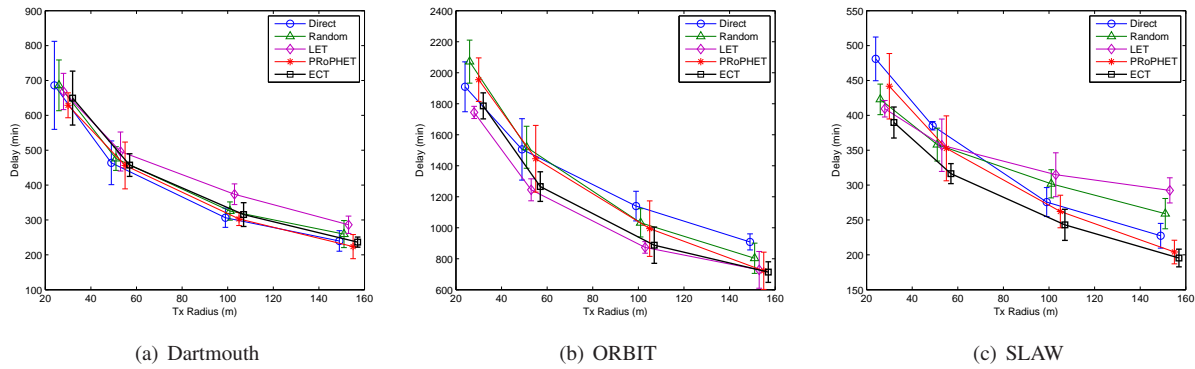 900
800
700
600
500
400
300
200
100
20 40 60 80 100 120 140 160
Delay (min)
Tx Radius (m)
Direct
Random
LET
PRoPHET
ECT
(a) Dartmouth
2400
2200
2000
1800
1600
1400
1200
1000
800
600
20 40 60 80 100 120 140 160
Delay (min)
Tx Radius (m)
Direct
Random
LET
PRoPHET
ECT
(b) ORBIT
550
500
450
400
350
300
250
200
150
20 40 60 80 100 120 140 160
Delay (min)
Tx Radius (m)
Direct
Random
LET
PRoPHET
ECT
(c) SLAW